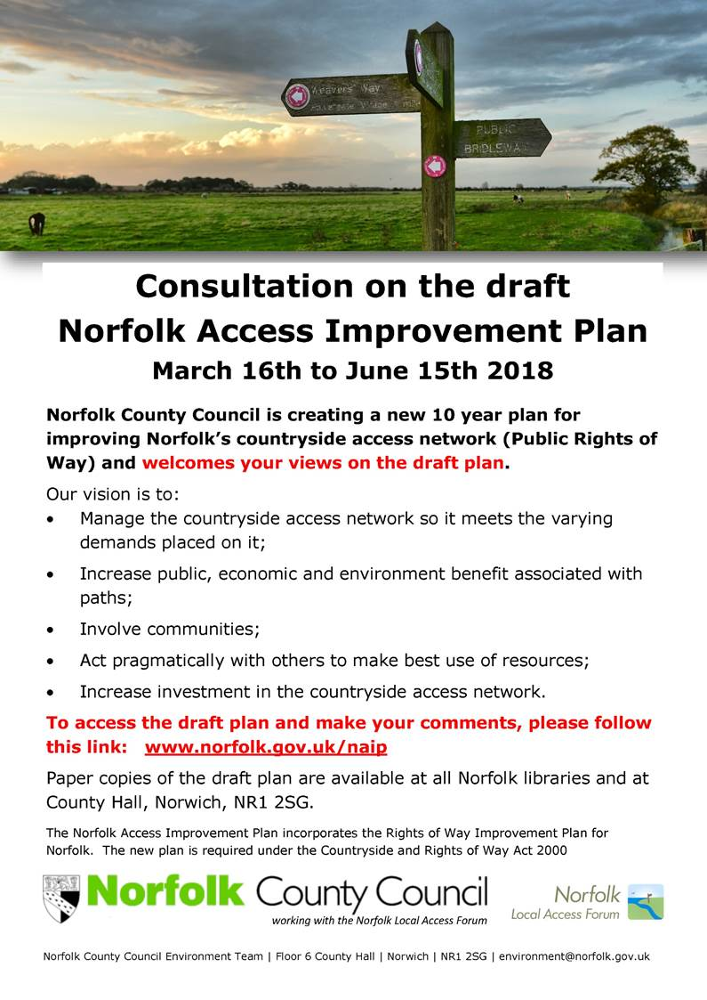 Weavers' Way
PUBLIC
BRIDLEWAY
Consultation on the draft
Norfolk Access Improvement Plan
March 16th to June 15th 2018
Norfolk County Council is creating a new 10 year plan for
improving Norfolk’s countryside access network (Public Rights of
Way) and welcomes your views on the draft plan.
Our vision is to:
• Manage the countryside access network so it meets the varying
demands placed on it;
• Increase public, economic and environment benefit associated with
paths;
• Involve communities;
• Act pragmatically with others to make best use of resources;
• Increase investment in the countryside access network.
To access the draft plan and make your comments, please follow
this link: www.norfolk.gov.uk/naip
Paper copies of the draft plan are available at all Norfolk libraries and at
County Hall, Norwich, NR1 2SG.
The Norfolk Access Improvement Plan incorporates the Rights of Way Improvement Plan for
Norfolk. The new plan is required under the Countryside and Rights of Way Act 2000
Norfolk County Council
working with the Norfolk Local Access Forum
Norfolk
Local Access Forum
Norfolk County Council Environment Team | Floor 6 County Hall | Norwich | NR1 2SG | environment@norfolk.gov.uk